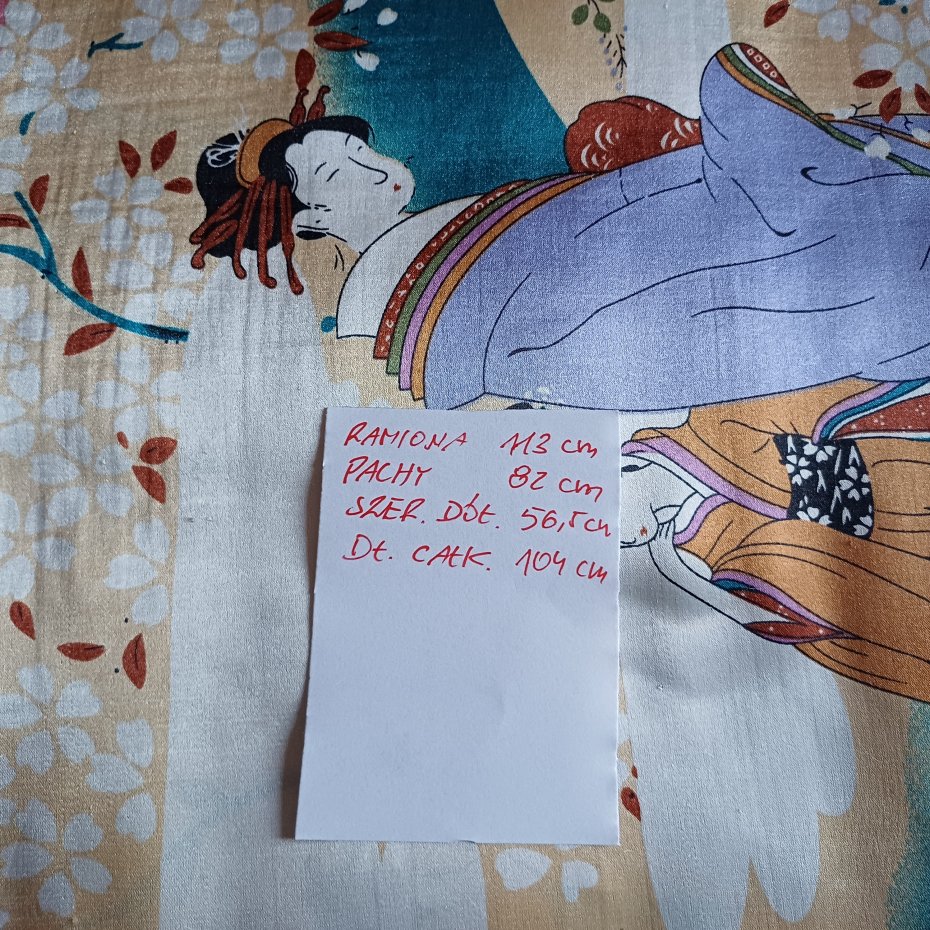 RAMIONA 113 cm
PACHY 82 cm
SZER. DÓŁ. 56,5 cm
DŁ. CAŁK. 104 cm